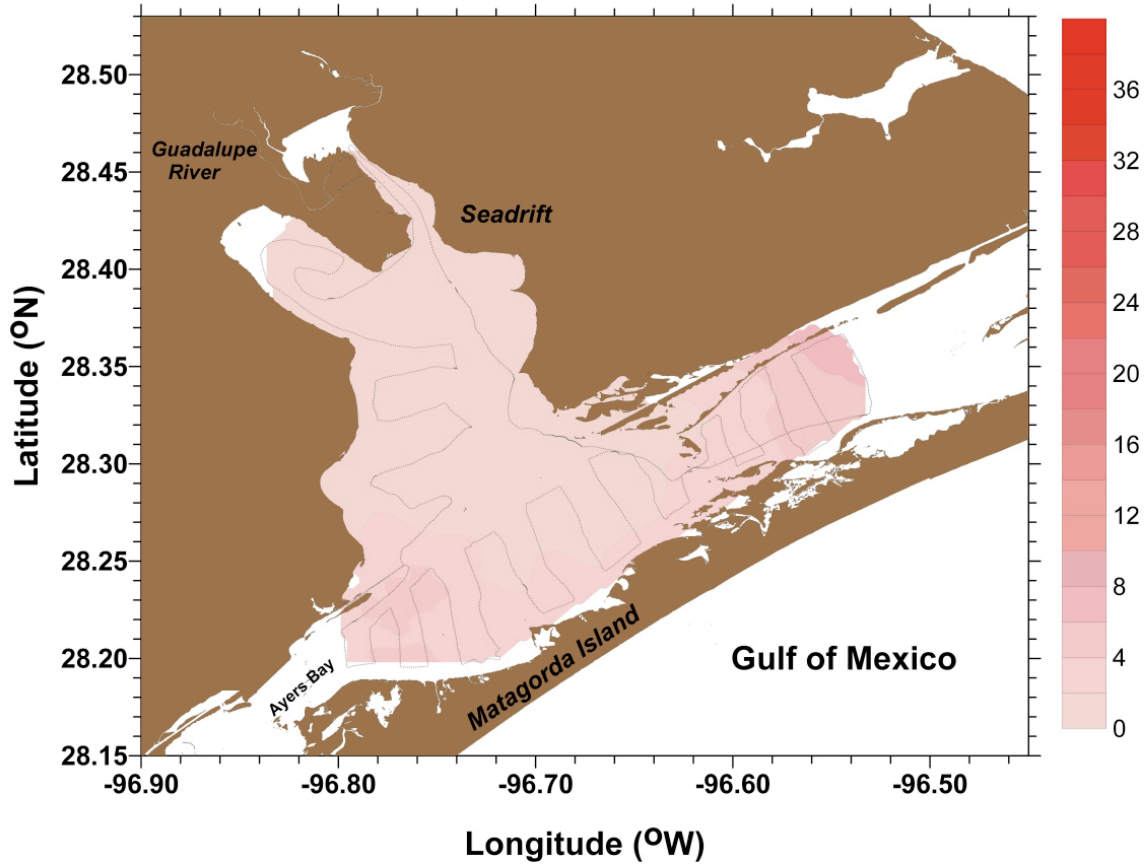 28.50
28.45
28.40
28.35
28.30
28.25
28.20
28.15
Latitude (ºN)
-96.90
-96.80
-96.70
-96.60
-96.50
Longitude (ºW)
Guadalupe
River
Seadrift
Ayers Bay
Matagorda Island
Gulf of Mexico
36
32
28
24
20
16
12
8
4
0